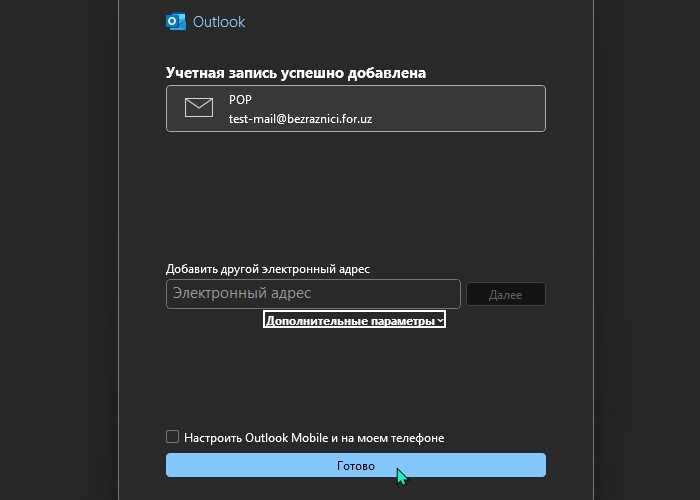 Outlook
Учетная запись успешно добавлена
POP
test-mail@bezraznici.for.uz
Добавить другой электронный адрес
Электронный адрес
Далее
Дополнительные параметры
Настроить Outlook Mobile и на моем телефоне
Готово